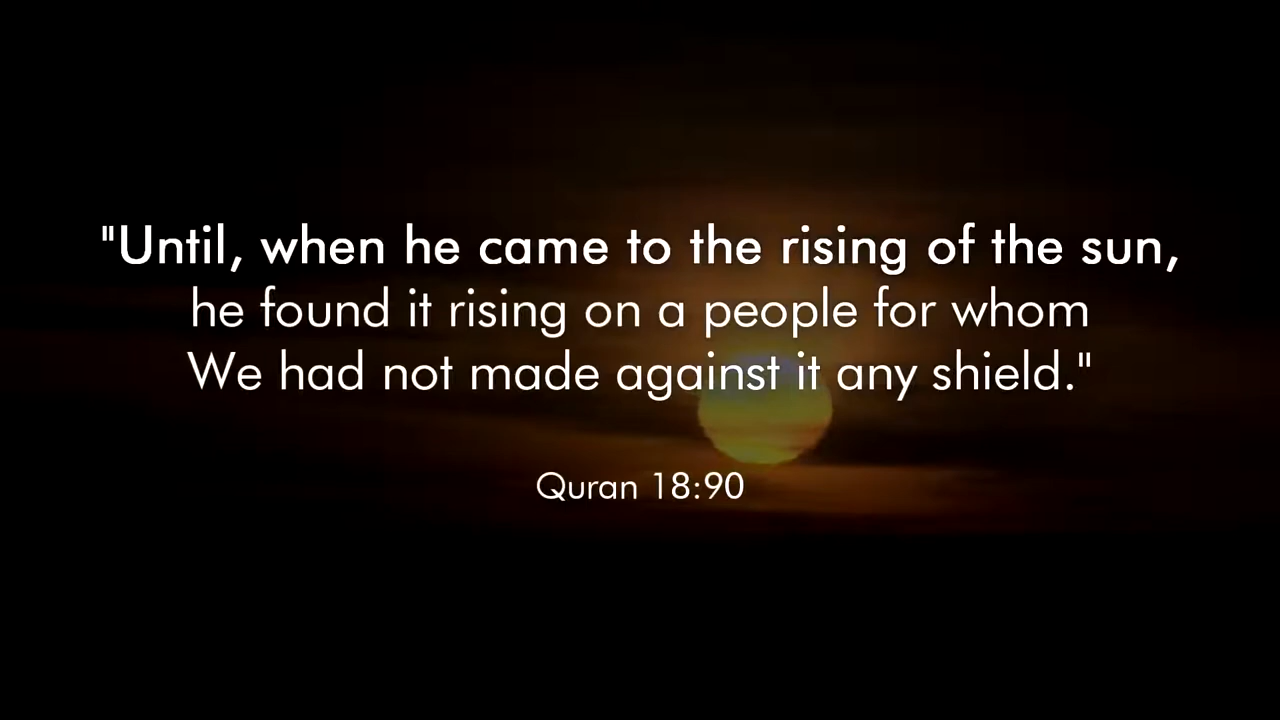 "Until, when he came to the rising of the sun,
he found it rising on a people for whom
We had not made against it any shield."
Quran 18:90